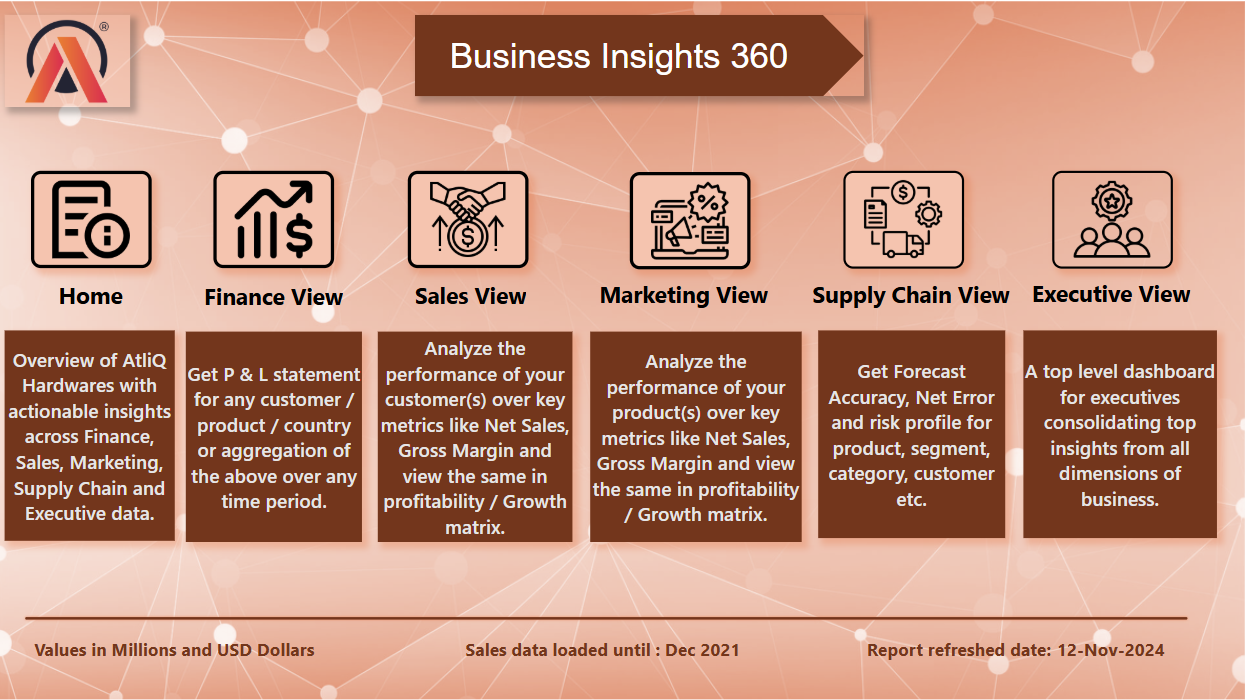 ®
Business Insights 360
Home
Finance View
Sales View
Marketing View
Supply Chain View
Executive View
Overview of AtliQ
Hardwares with
actionable insights
across Finance,
Sales, Marketing,
Supply Chain and
Executive data.
Get P & L statement
for any customer /
product / country
or aggregation of
the above over any
time period.
Analyze the
performance of your
customer(s) over key
metrics like Net Sales,
Gross Margin and
view the same in
profitability / Growth
matrix.
Analyze the
performance of your
product(s) over key
metrics like Net Sales,
Gross Margin and view
the same in profitability
/ Growth matrix.
Get Forecast
Accuracy, Net Error
and risk profile for
product, segment,
category, customer
etc.
A top level dashboard
for executives
consolidating top
insights from all
dimensions of
business.
Values in Millions and USD Dollars
Sales data loaded until : Dec 2021
Report refreshed date: 12-Nov-2024